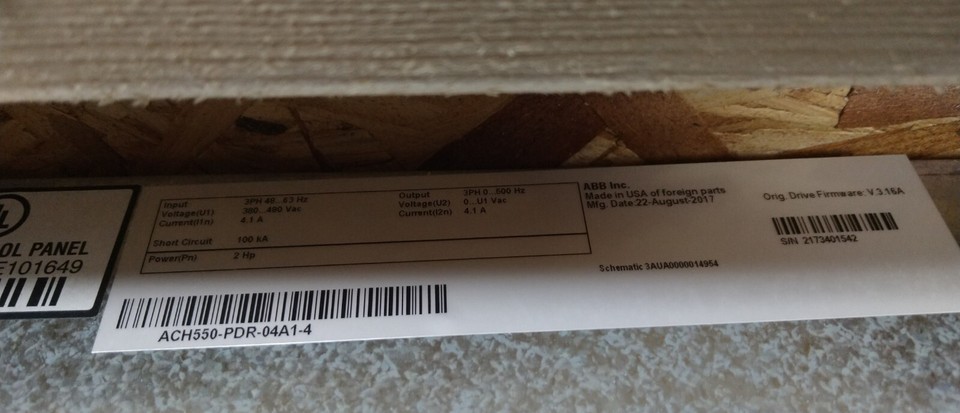 UL
OL PANEL
E101649
Input 3PH 48...63 Hz Output 3PH 0...500 Hz
Voltage(U1) 380...480 Vac Voltage(U2) 0...U1 Vac
Current(I1n) 4.1 A Current(I2n) 4.1 A
Short Circuit 100 kA
Power(Pn) 2 Hp
ACH550-PDR-04A1-4
ABB Inc.
Made in USA of foreign parts
Mfg. Date:22-August-2017
Schematic 3AUA0000014954
Orig. Drive Firmware: V.3.16A
S\N 2173401542